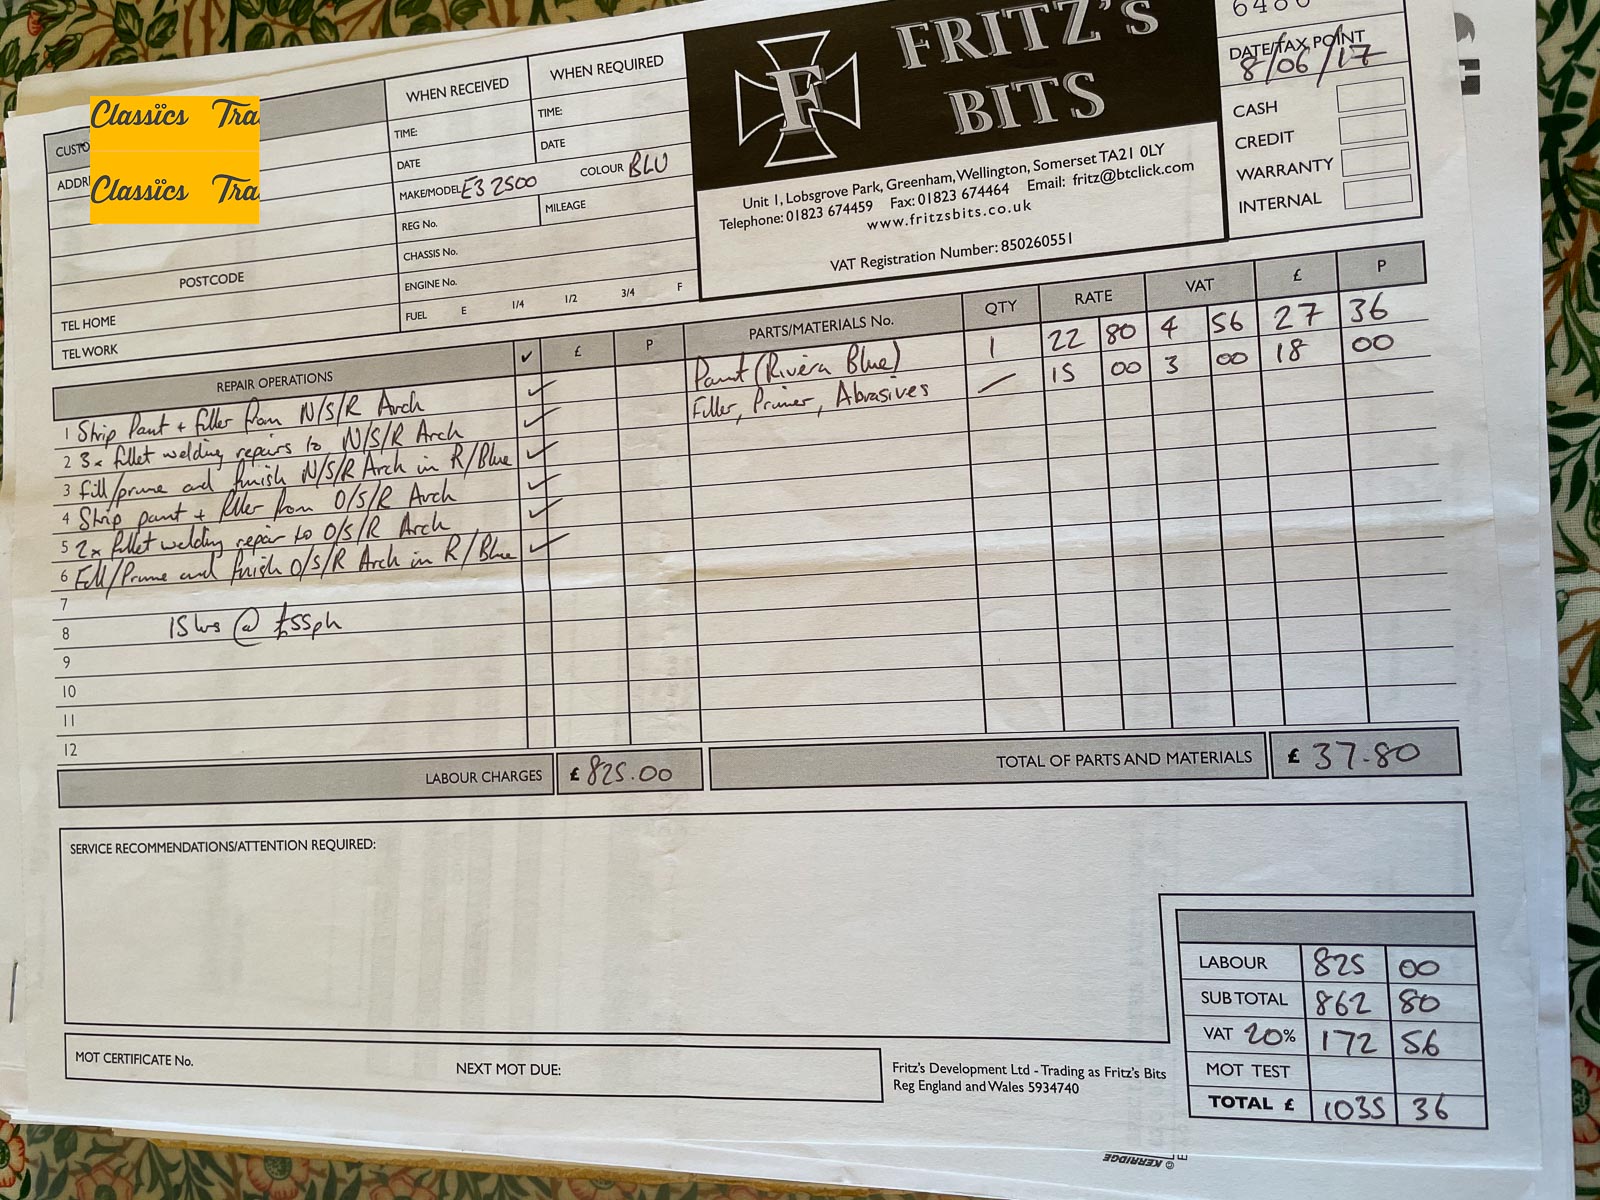 FRITZ'S
BITS
F
Unit 1, Lobsgrove Park, Greenham, Wellington, Somerset TA21 0LY
Telephone: 01823 674459 Fax: 01823 674464 Email: fritz@btclick.com
www.fritzsbits.co.uk
VAT Registration Number: 850260551
DATE/TAX POINT
8/06/17
CASH
CREDIT
WARRANTY
INTERNAL
Classics Tra
Classics Tra
POSTCODE
TEL HOME
TEL WORK
WHEN RECEIVED
TIME:
DATE
WHEN REQUIRED
TIME:
DATE
MAKE/MODEL E3 2500 COLOUR BLU
REG No. MILEAGE
CHASSIS No.
ENGINE No.
FUEL E 1/4 1/2 3/4 F
REPAIR OPERATIONS ✓ £ P
1 Strip Paint + filler from N/S/R Arch ✓
2 3x fillet welding repairs to N/S/R Arch ✓
3 Fill/prime and finish N/S/R Arch in R/Blue ✓
4 Strip paint + filler from O/S/R Arch ✓
5 2x fillet welding repair to O/S/R Arch ✓
6 Fill/Prime and finish O/S/R Arch in R/Blue ✓
7
8 15 hrs @ £55ph
9
10
11
12
LABOUR CHARGES £ 825.00
PARTS/MATERIALS No. QTY RATE VAT £ P
Paint (Rivera Blue) 1 22 80 4 56 27 36
Filler, Primer, Abrasives — 15 00 3 00 18 00
TOTAL OF PARTS AND MATERIALS £ 37.80
SERVICE RECOMMENDATIONS/ATTENTION REQUIRED:
LABOUR 825 00
SUB TOTAL 862 80
VAT 20% 172 56
MOT TEST
TOTAL £ 1035 36
MOT CERTIFICATE No. NEXT MOT DUE:
Fritz's Development Ltd - Trading as Fritz's Bits
Reg England and Wales 5934740
© KERRIDGE